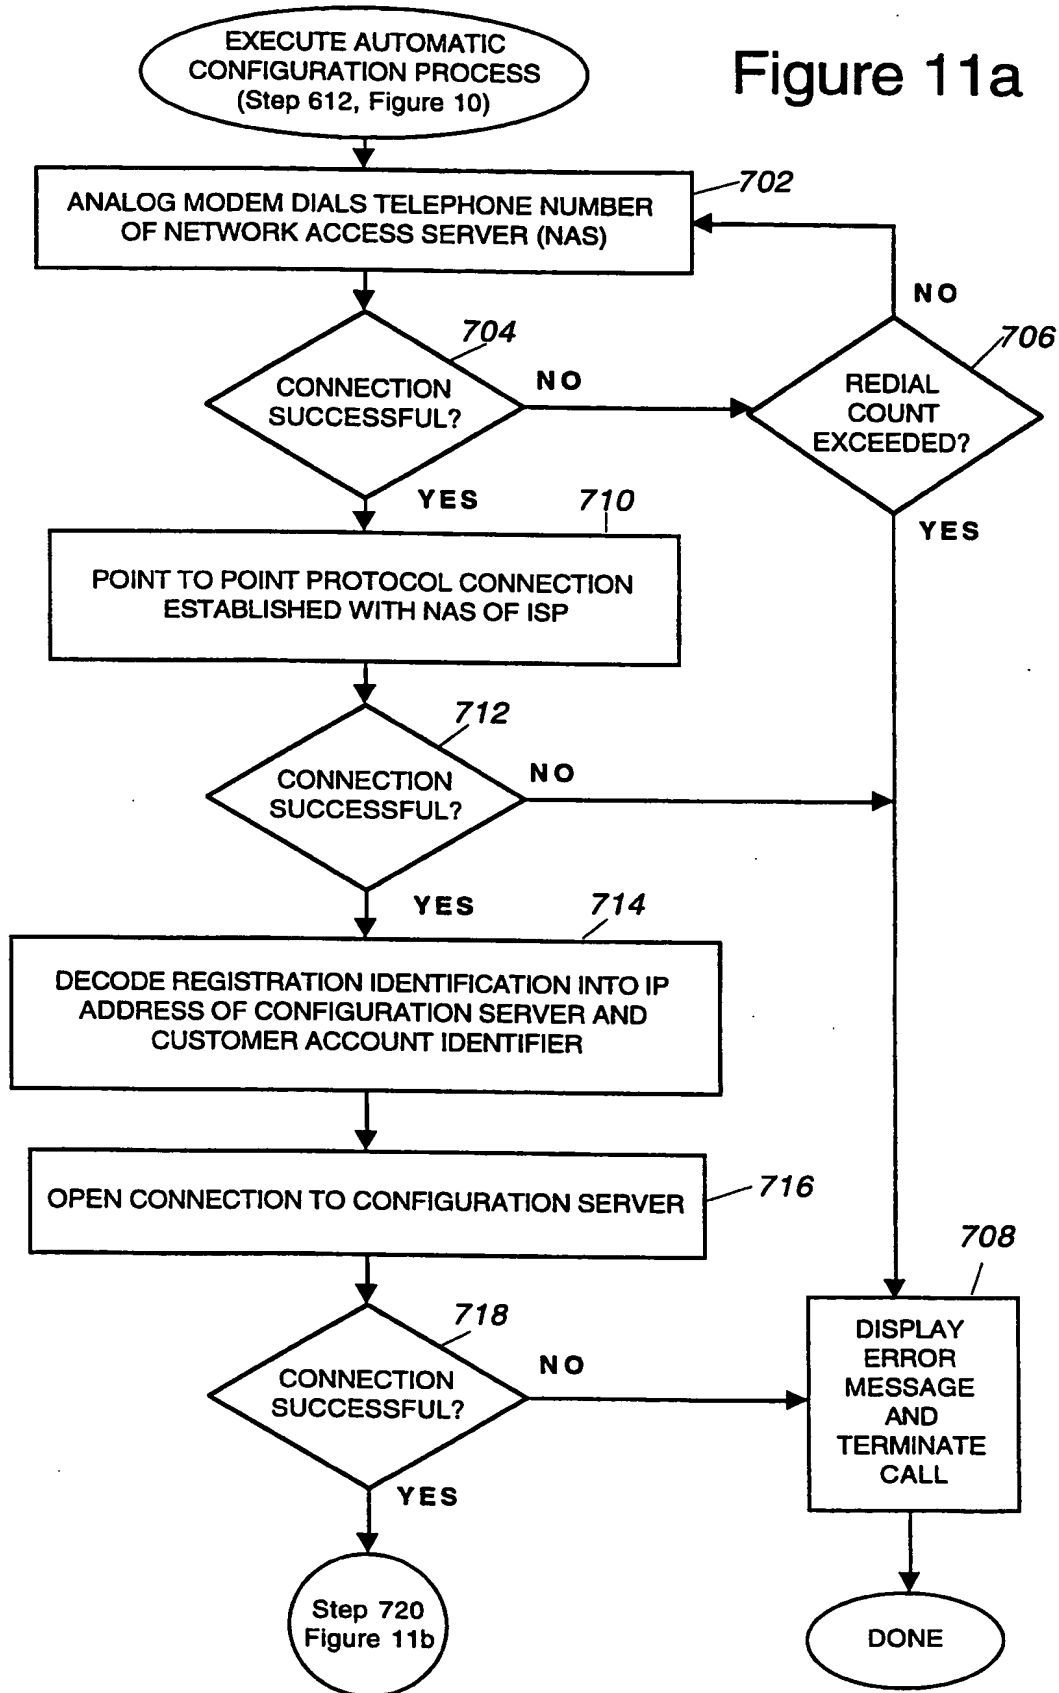 Figure 11a
EXECUTE AUTOMATIC
CONFIGURATION PROCESS
(Step 612, Figure 10)
702
ANALOG MODEM DIALS TELEPHONE NUMBER
OF NETWORK ACCESS SERVER (NAS)
NO
704
706
CONNECTION
SUCCESSFUL?
NO
REDIAL
COUNT
EXCEEDED?
YES
710
YES
POINT TO POINT PROTOCOL CONNECTION
ESTABLISHED WITH NAS OF ISP
712
CONNECTION
SUCCESSFUL?
NO
YES
714
DECODE REGISTRATION IDENTIFICATION INTO IP
ADDRESS OF CONFIGURATION SERVER AND
CUSTOMER ACCOUNT IDENTIFIER
OPEN CONNECTION TO CONFIGURATION SERVER
716
708
718
CONNECTION
SUCCESSFUL?
NO
DISPLAY
ERROR
MESSAGE
AND
TERMINATE
CALL
YES
Step 720
Figure 11b
DONE